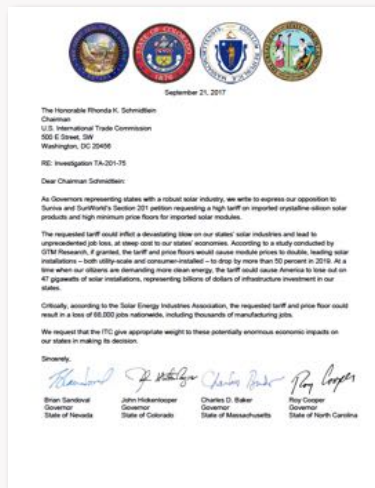 September 21, 2017
The Honorable Rhonda K. Schmidtlein
Chairman
U.S. International Trade Commission
500 E Street, SW
Washington, DC 20456
RE: Investigation TA-201-75
Dear Chairman Schmidtlein:
As Governors representing states with a robust solar industry, we write to express our opposition to
Suniva and SunWorld's Section 201 petition requesting a high tariff on imported crystalline-silicon solar
products and high minimum price floors for imported solar modules.
The requested tariff could inflict a devastating blow on our states' solar industries and lead to
unprecedented job loss, at steep cost to our states' economies. According to a study conducted by
GTM Research, if granted, the tariff and price floors would cause module prices to double, leading solar
installations – both utility-scale and consumer-installed – to drop by more than 50 percent in 2019. At a
time when our citizens are demanding more clean energy, the tariff could cause America to lose out on
47 gigawatts of solar installations, representing billions of dollars of infrastructure investment in our
states.
Critically, according to the Solar Energy Industries Association, the requested tariff and price floor could
result in a loss of 88,000 jobs nationwide, including thousands of manufacturing jobs.
We request that the ITC give appropriate weight to these potentially enormous economic impacts on
our states in making its decision.
Sincerely,
Brian Sandoval John Hickenlooper Charles D. Baker Roy Cooper
Governor Governor Governor Governor
State of Nevada State of Colorado State of Massachusetts State of North Carolina